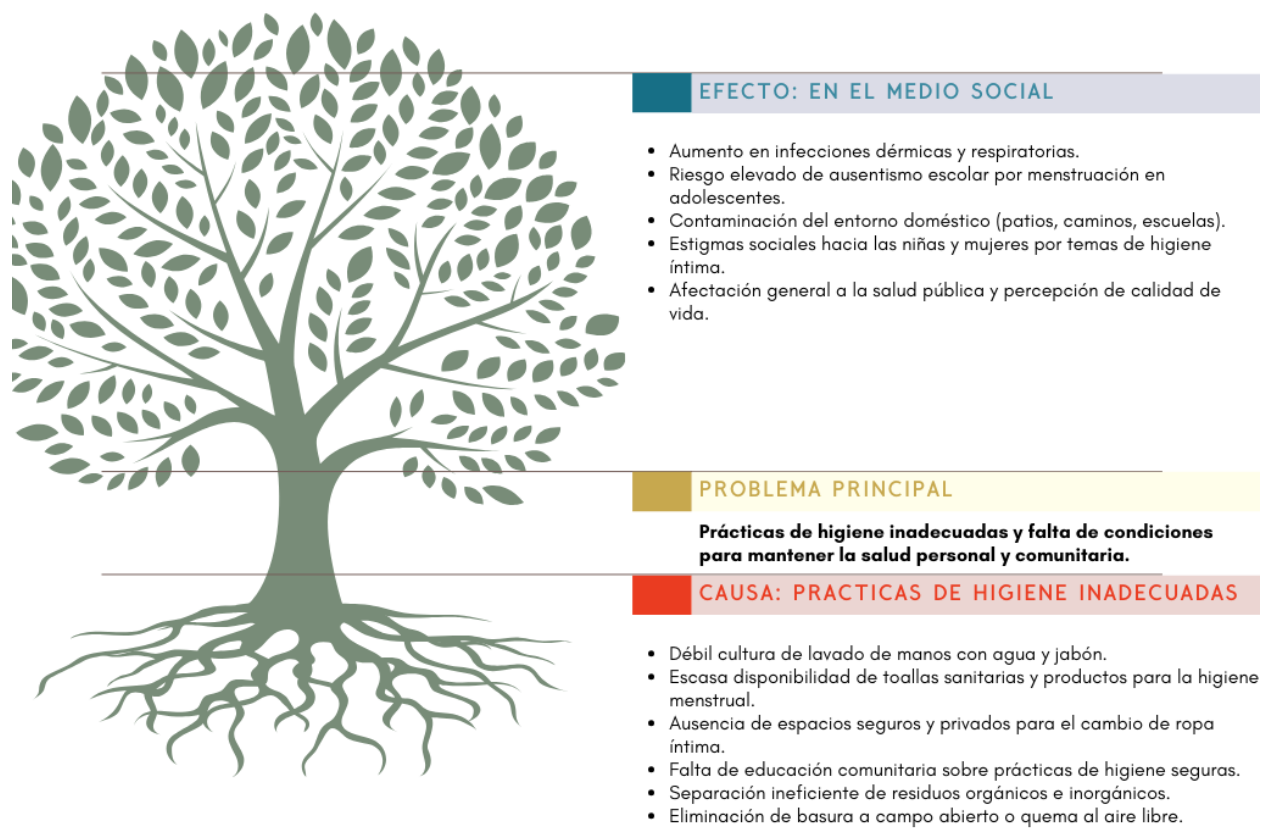 EFECTO: EN EL MEDIO SOCIAL
• Aumento en infecciones dérmicas y respiratorias.
• Riesgo elevado de ausentismo escolar por menstruación en
adolescentes.
• Contaminación del entorno doméstico (patios, caminos, escuelas).
• Estigmas sociales hacia las niñas y mujeres por temas de higiene
íntima.
• Afectación general a la salud pública y percepción de calidad de
vida.
PROBLEMA PRINCIPAL
Prácticas de higiene inadecuadas y falta de condiciones
para mantener la salud personal y comunitaria.
CAUSA: PRACTICAS DE HIGIENE INADECUADAS
• Débil cultura de lavado de manos con agua y jabón.
• Escasa disponibilidad de toallas sanitarias y productos para la higiene
menstrual.
• Ausencia de espacios seguros y privados para el cambio de ropa
íntima.
• Falta de educación comunitaria sobre prácticas de higiene seguras.
• Separación ineficiente de residuos orgánicos e inorgánicos.
• Eliminación de basura a campo abierto o quema al aire libre.